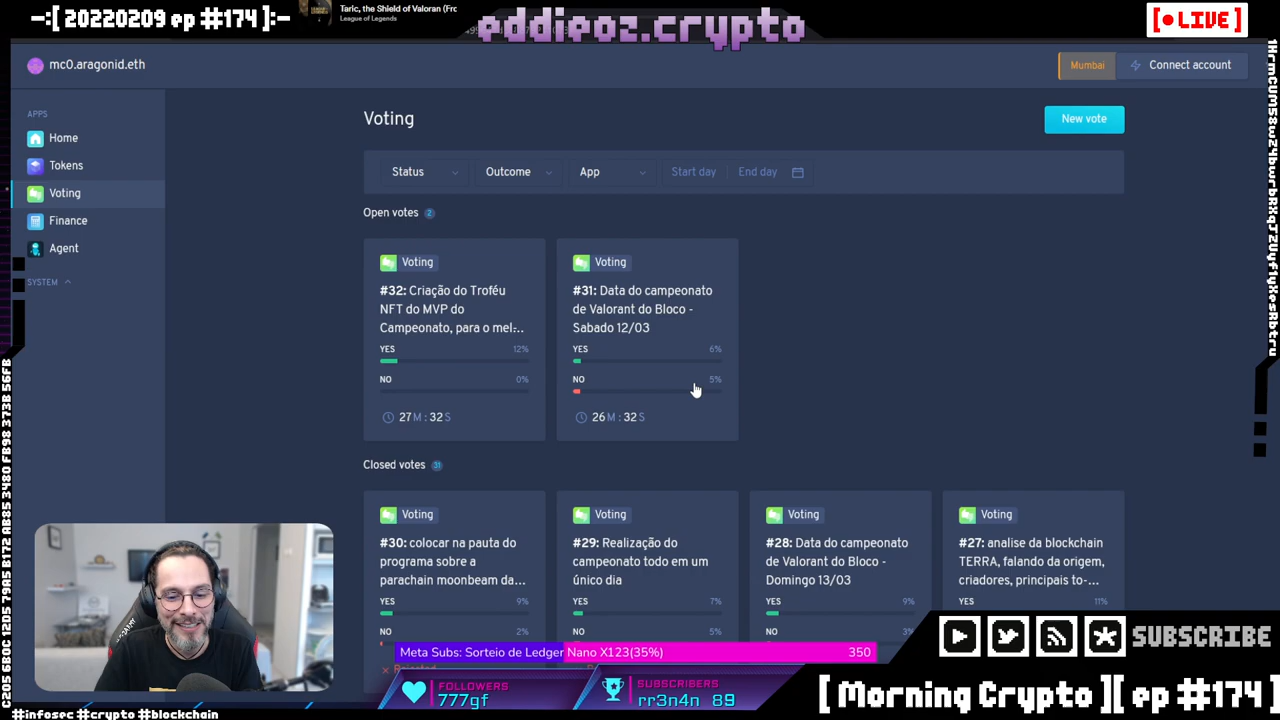 -:[ 20220209 ep #174 ]:-
Taric, the Shield of Valoran (Fro
League of Legends
eddieoz.crypto
[•LIVE]
mc0.aragonid.eth
Mumbai
Connect account
APPS
Home
Tokens
Voting
Finance
Agent
SYSTEM
Voting
New vote
Status
Outcome
App
Start day
End day
Open votes 2
Voting
#32: Criação do Troféu
NFT do MVP do
Campeonato, para o mel...
YES 12%
NO 0%
27 M : 32 S
Voting
#31: Data do campeonato
de Valorant do Bloco -
Sabado 12/03
YES 6%
NO 5%
26 M : 32 S
Closed votes 31
Voting
#30: colocar na pauta do
programa sobre a
parachain moonbeam da...
YES 9%
NO 2%
Rejected
Voting
#29: Realização do
campeonato todo em um
único dia
YES 7%
NO 5%
Voting
#28: Data do campeonato
de Valorant do Bloco -
Domingo 13/03
YES 9%
NO 3%
Voting
#27: analise da blockchain
TERRA, falando da origem,
criadores, principais to-...
YES 11%
Meta Subs: Sorteio de Ledger Nano X123(35%) 350
FOLLOWERS
777gf
SUBSCRIBERS
rr3n4n 89
SUBSCRIBE
[ Morning Crypto ][ ep #174 ]
#infosec #crypto #blockchain